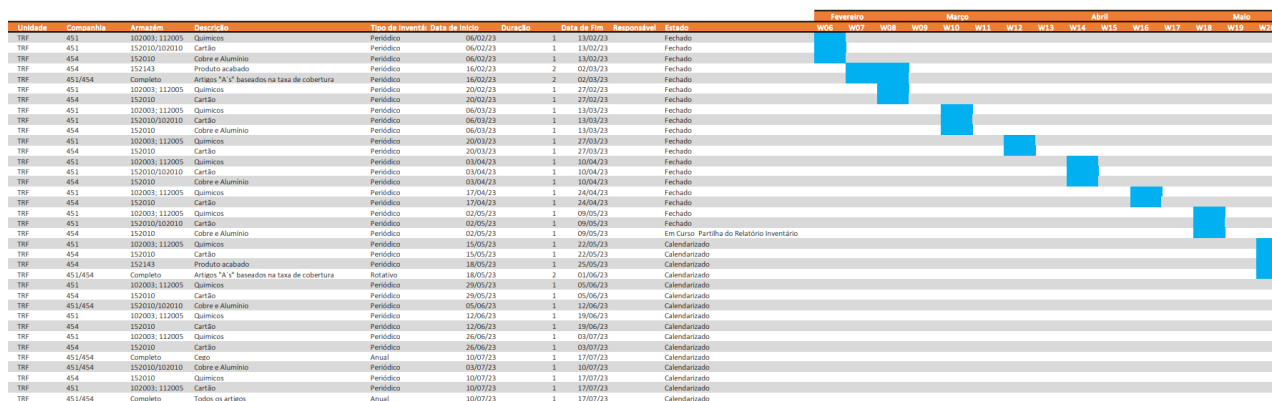 Fevereiro Março Abril Maio
Unidade Companhia Armazém Descrição Tipo de Inventá Data de Inicio Duração Data de Fim Responsável Estado W06 W07 W08 W09 W10 W11 W12 W13 W14 W15 W16 W17 W18 W19 W20
TRF 451 102003; 112005 Quimicos Periódico 06/02/23 1 13/02/23 Fechado
TRF 451 152010/102010 Cartão Periódico 06/02/23 1 13/02/23 Fechado
TRF 454 152010 Cobre e Alumínio Periódico 06/02/23 1 13/02/23 Fechado
TRF 454 152143 Produto acabado Periódico 16/02/23 2 02/03/23 Fechado
TRF 451/454 Completo Artigos "A´s" baseados na taxa de cobertura Periódico 16/02/23 2 02/03/23 Fechado
TRF 451 102003; 112005 Quimicos Periódico 20/02/23 1 27/02/23 Fechado
TRF 454 152010 Cartão Periódico 20/02/23 1 27/02/23 Fechado
TRF 451 102003; 112005 Quimicos Periódico 06/03/23 1 13/03/23 Fechado
TRF 451 152010/102010 Cartão Periódico 06/03/23 1 13/03/23 Fechado
TRF 454 152010 Cobre e Alumínio Periódico 06/03/23 1 13/03/23 Fechado
TRF 451 102003; 112005 Quimicos Periódico 20/03/23 1 27/03/23 Fechado
TRF 454 152010 Cartão Periódico 20/03/23 1 27/03/23 Fechado
TRF 451 102003; 112005 Quimicos Periódico 03/04/23 1 10/04/23 Fechado
TRF 451 152010/102010 Cartão Periódico 03/04/23 1 10/04/23 Fechado
TRF 454 152010 Cobre e Alumínio Periódico 03/04/23 1 10/04/23 Fechado
TRF 451 102003; 112005 Quimicos Periódico 17/04/23 1 24/04/23 Fechado
TRF 454 152010 Cartão Periódico 17/04/23 1 24/04/23 Fechado
TRF 451 102003; 112005 Quimicos Periódico 02/05/23 1 09/05/23 Fechado
TRF 451 152010/102010 Cartão Periódico 02/05/23 1 09/05/23 Fechado
TRF 454 152010 Cobre e Alumínio Periódico 02/05/23 1 09/05/23 Em Curso Partilha do Relatório Inventário
TRF 451 102003; 112005 Quimicos Periódico 15/05/23 1 22/05/23 Calendarizado
TRF 454 152010 Cartão Periódico 15/05/23 1 22/05/23 Calendarizado
TRF 454 152143 Produto acabado Periódico 18/05/23 1 25/05/23 Calendarizado
TRF 451/454 Completo Artigos "A´s" baseados na taxa de cobertura Rotativo 18/05/23 2 01/06/23 Calendarizado
TRF 451 102003; 112005 Quimicos Periódico 29/05/23 1 05/06/23 Calendarizado
TRF 454 152010 Cartão Periódico 29/05/23 1 05/06/23 Calendarizado
TRF 451/454 152010/102010 Cobre e Alumínio Periódico 05/06/23 1 12/06/23 Calendarizado
TRF 451 102003; 112005 Quimicos Periódico 12/06/23 1 19/06/23 Calendarizado
TRF 454 152010 Cartão Periódico 12/06/23 1 19/06/23 Calendarizado
TRF 451 102003; 112005 Quimicos Periódico 26/06/23 1 03/07/23 Calendarizado
TRF 454 152010 Cartão Periódico 26/06/23 1 03/07/23 Calendarizado
TRF 451/454 Completo Cego Anual 10/07/23 1 17/07/23 Calendarizado
TRF 451/454 152010/102010 Cobre e Alumínio Periódico 03/07/23 1 10/07/23 Calendarizado
TRF 454 152010 Quimicos Periódico 10/07/23 1 17/07/23 Calendarizado
TRF 451 102003; 112005 Cartão Periódico 10/07/23 1 17/07/23 Calendarizado
TRF 451/454 Completo Todos os artigos Anual 10/07/23 1 17/07/23 Calendarizado